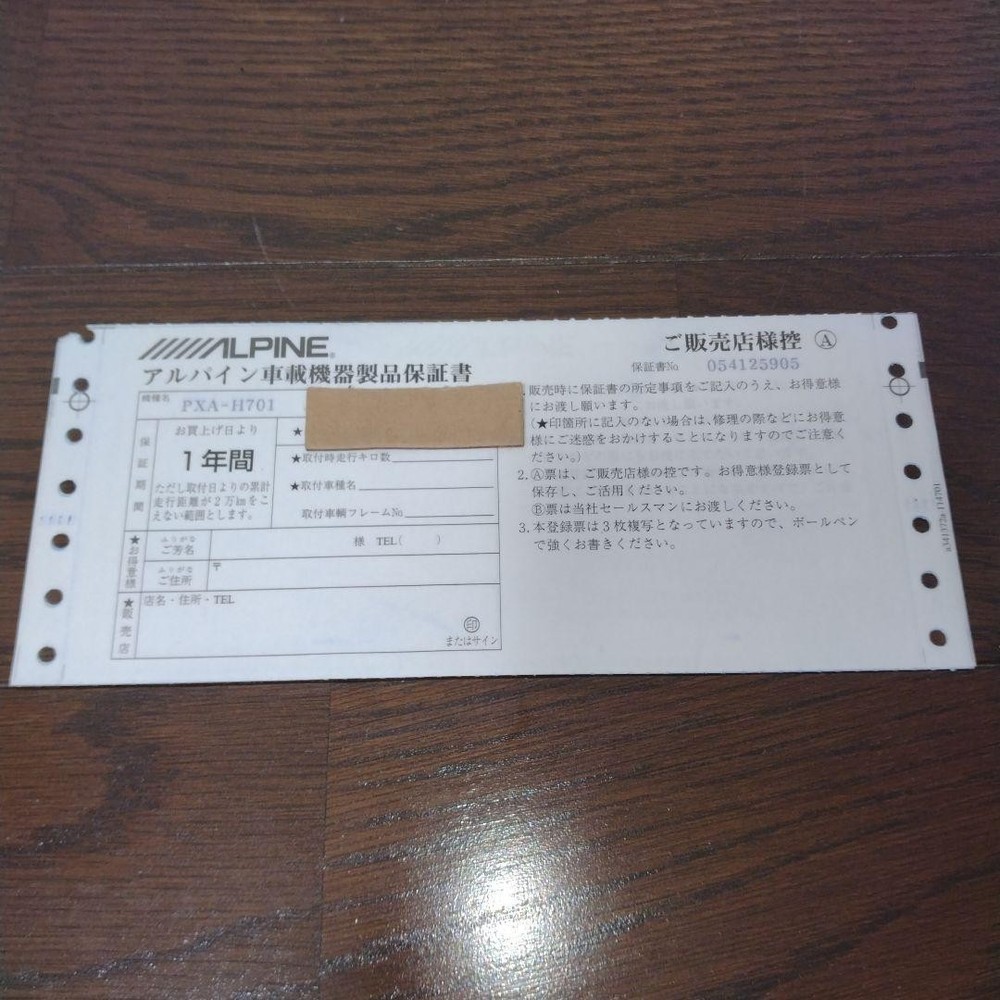 ALPINE®
アルパイン車載機器製品保証書
機種名 PXA-H701
保証期間
お買上げ日より
1年間
ただし取付日よりの累計
走行距離が2万kmをこ
えない範囲とします。
★
★取付時走行キロ数
★取付車種名
取付車輌フレームNo.
★お得意様
ふりがな
ご芳名
様 TEL( )
ふりがな
ご住所
〒
★販売店
店名・住所・TEL
㊞
またはサイン
ご販売店様控 Ⓐ
保証書No 054125905
販売時に保証書の所定事項をご記入のうえ、お得意様
にお渡し願います。
(★印箇所に記入のない場合は、修理の際などにお得意
様にご迷惑をおかけすることになりますのでご注意く
ださい。)
2.Ⓐ票は、ご販売店様の控です。お得意様登録票として
保存し、ご活用ください。
Ⓑ票は当社セールスマンにお渡しください。
3.本登録票は3枚複写となっていますので、ボールペン
で強くお書きください。